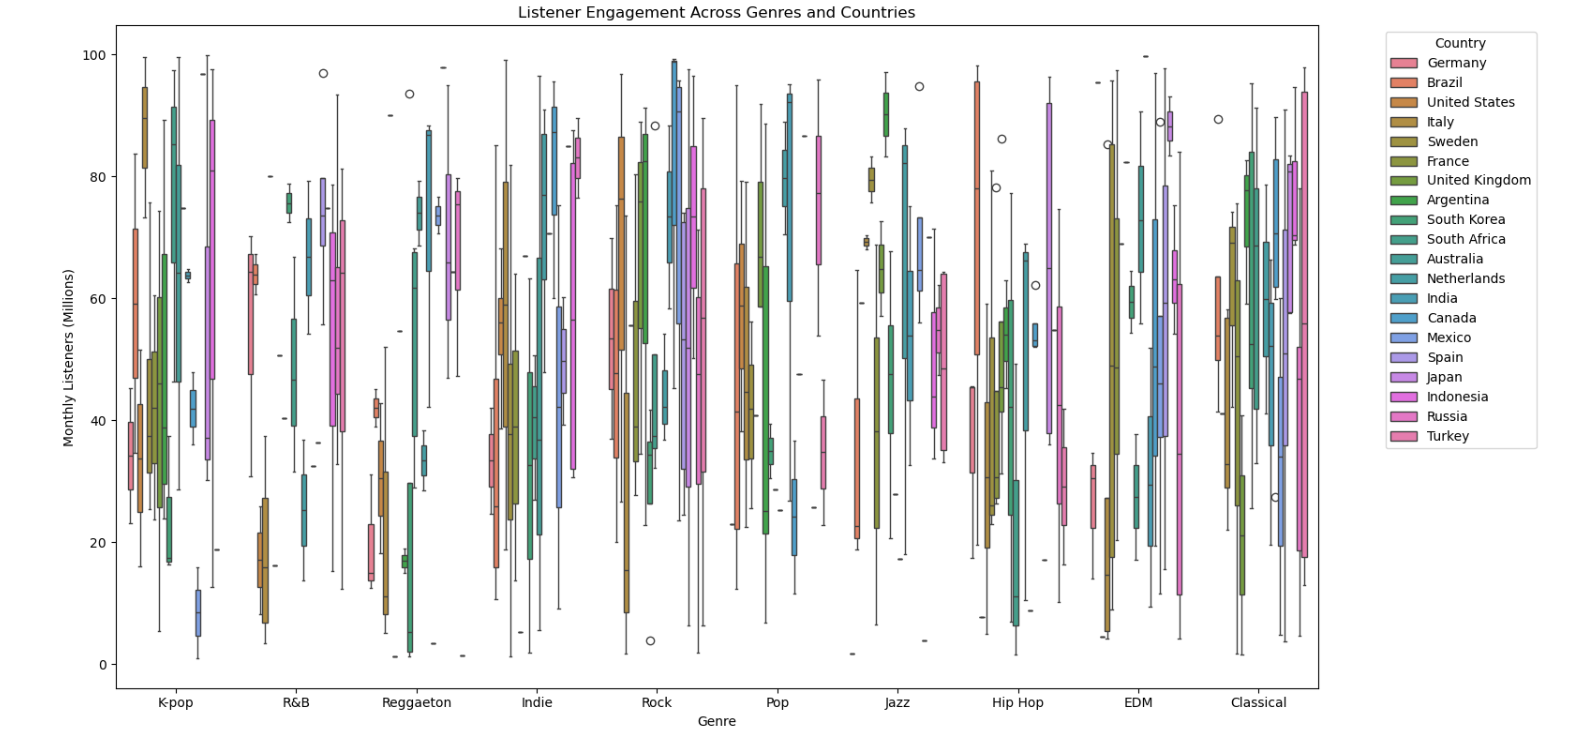 Listener Engagement Across Genres and Countries
Monthly Listeners (Millions)
100
80
60
40
20
0
K-pop
R&B
Reggaeton
Indie
Rock
Pop
Jazz
Hip Hop
EDM
Classical
Genre
Country
Germany
Brazil
United States
Italy
Sweden
France
United Kingdom
Argentina
South Korea
South Africa
Australia
Netherlands
India
Canada
Mexico
Spain
Japan
Indonesia
Russia
Turkey